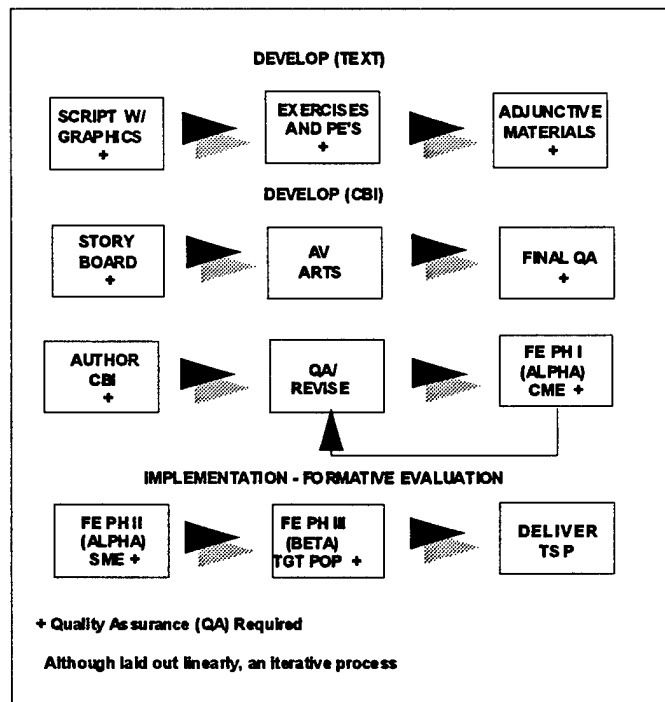 DEVELOP (TEXT)
SCRIPT W/
GRAPHICS
+
EXERCISES
AND PE'S
+
ADJUNCTIVE
MATERIALS
+
DEVELOP (CBI)
STORY
BOARD
+
AV
ARTS
FINAL QA
+
AUTHOR
CBI
+
QA/
REVISE
FE PH I
(ALPHA)
CME +
IMPLEMENTATION - FORMATIVE EVALUATION
FE PH II
(ALPHA)
SME +
FE PH III
(BETA)
TGT POP +
DELIVER
TSP
+ Quality Assurance (QA) Required
Although laid out linearly, an iterative process